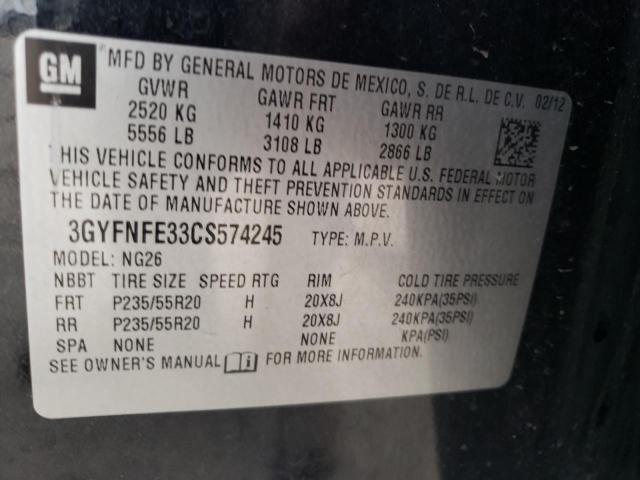 GM
MFD BY GENERAL MOTORS DE MEXICO, S. DE R.L. DE C.V. 02/12
GVWR GAWR FRT GAWR RR
2520 KG 1410 KG 1300 KG
5556 LB 3108 LB 2866 LB
THIS VEHICLE CONFORMS TO ALL APPLICABLE U.S. FEDERAL MOTOR
VEHICLE SAFETY AND THEFT PREVENTION STANDARDS IN EFFECT ON
THE DATE OF MANUFACTURE SHOWN ABOVE.
3GYFNFE33CS574245 TYPE: M.P.V.
MODEL: NG26
NBBT TIRE SIZE SPEED RTG RIM COLD TIRE PRESSURE
FRT P235/55R20 H 20X8J 240KPA(35PSI)
RR P235/55R20 H 20X8J 240KPA(35PSI)
SPA NONE NONE KPA(PSI)
SEE OWNER'S MANUAL i FOR MORE INFORMATION.